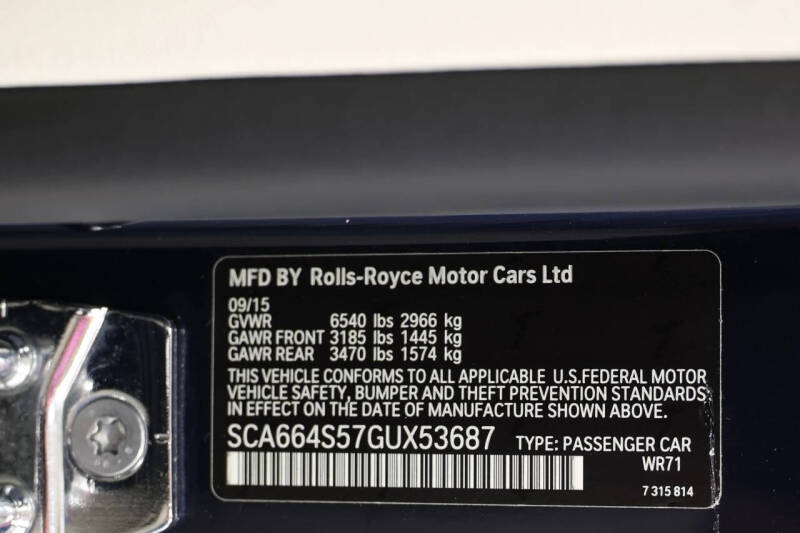 MFD BY Rolls-Royce Motor Cars Ltd
09/15
GVWR 6540 lbs 2966 kg
GAWR FRONT 3185 lbs 1445 kg
GAWR REAR 3470 lbs 1574 kg
THIS VEHICLE CONFORMS TO ALL APPLICABLE U.S.FEDERAL MOTOR
VEHICLE SAFETY, BUMPER AND THEFT PREVENTION STANDARDS
IN EFFECT ON THE DATE OF MANUFACTURE SHOWN ABOVE.
SCA664S57GUX53687 TYPE: PASSENGER CAR
WR71
7 315 814